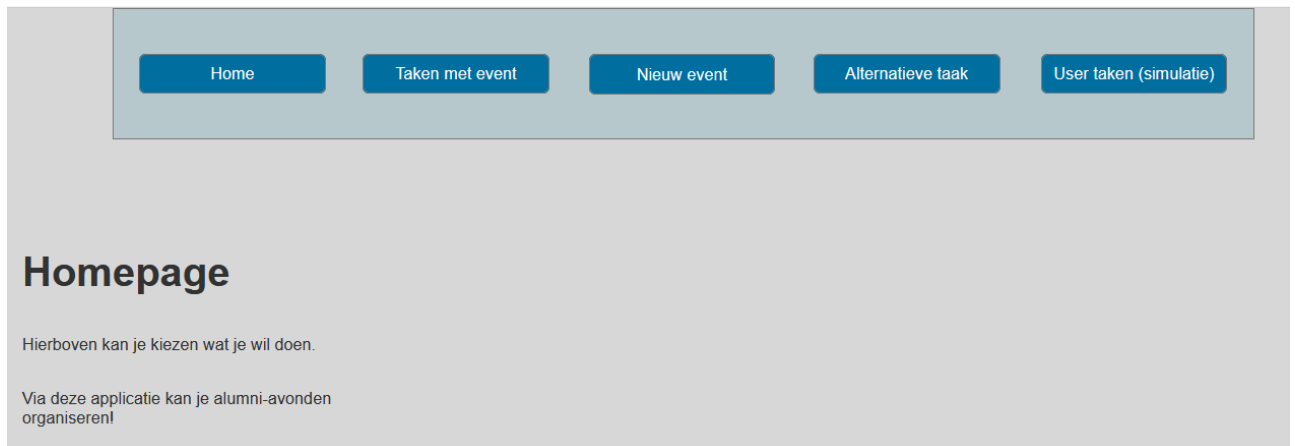 Home
Taken met event
Nieuw event
Alternatieve taak
User taken (simulatie)
Homepage
Hierboven kan je kiezen wat je wil doen.
Via deze applicatie kan je alumni-avonden
organiseren!